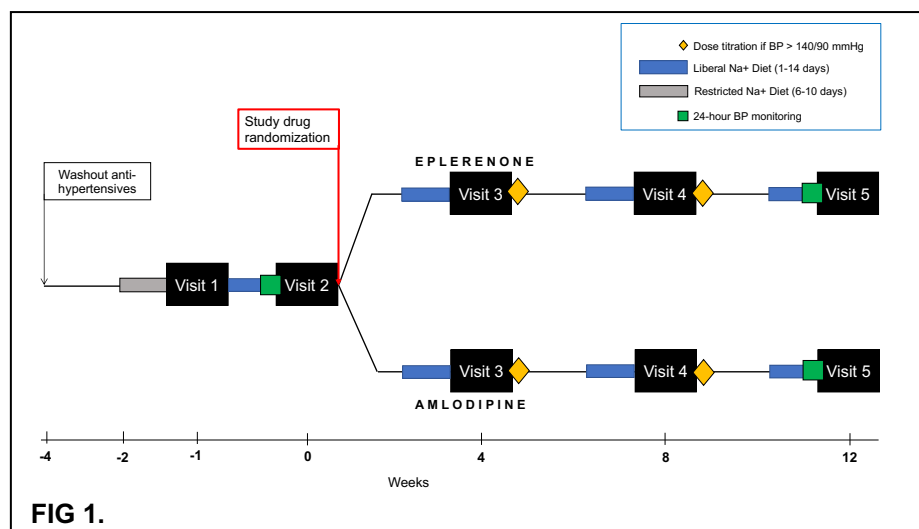 Dose titration if BP > 140/90 mmHg
Liberal Na+ Diet (1-14 days)
Restricted Na+ Diet (6-10 days)
24-hour BP monitoring
Study drug
randomization
Washout anti-
hypertensives
EPLERENONE
Visit 3
Visit 4
Visit 5
Visit 1
Visit 2
Visit 3
Visit 4
Visit 5
AMLODIPINE
-4
-2
-1
0
4
8
12
Weeks
FIG 1.